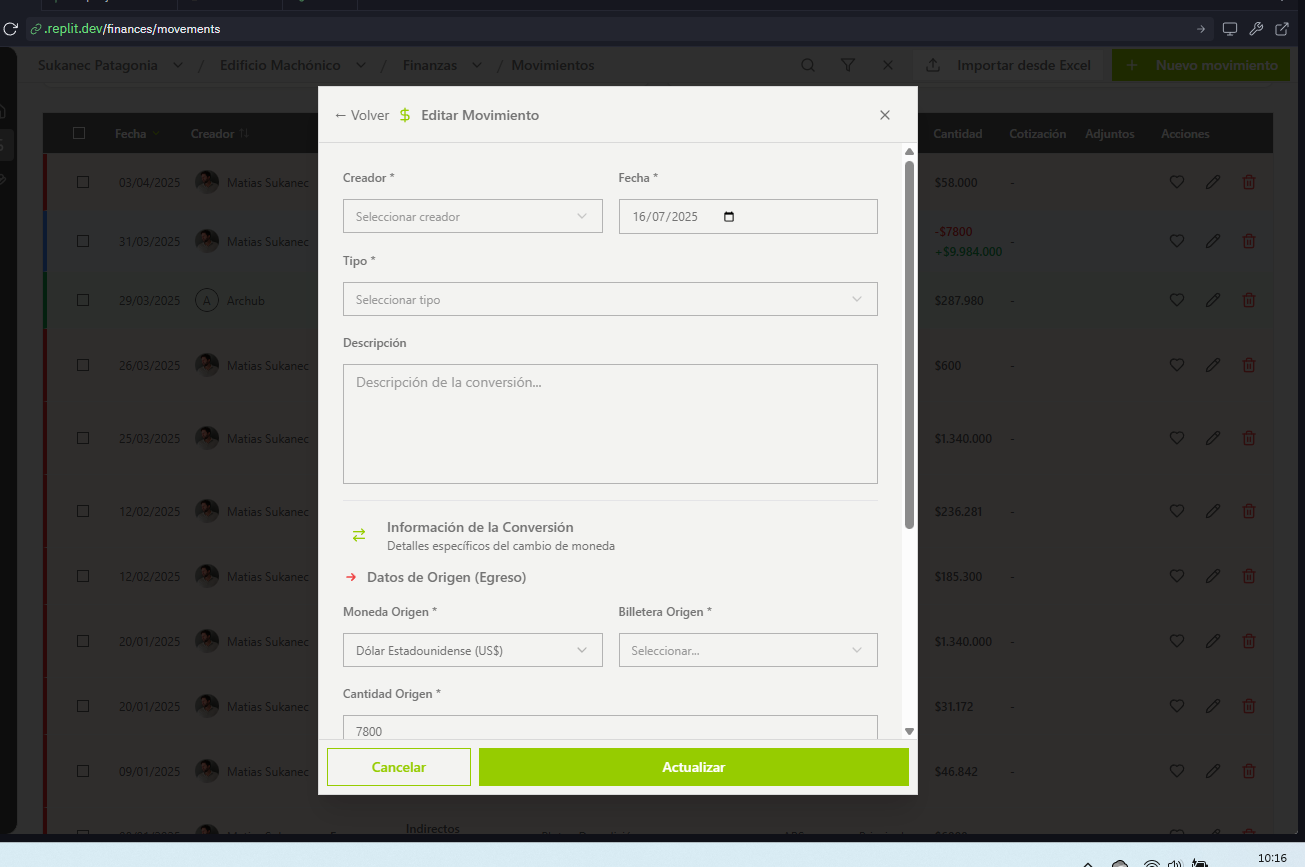 .replit.dev/finances/movements
Sukanec Patagonia / Edificio Machónico / Finanzas / Movimientos
Importar desde Excel
+ Nuevo movimiento
← Volver $ Editar Movimiento
Fecha Creador Cantidad Cotización Adjuntos Acciones
03/04/2025 Matias Sukanec $58.000 -
31/03/2025 Matias Sukanec -$7800 -
+$9.984.000
29/03/2025 A Archub $287.980 -
26/03/2025 Matias Sukanec $600 -
25/03/2025 Matias Sukanec $1.340.000 -
12/02/2025 Matias Sukanec $236.281 -
12/02/2025 Matias Sukanec $185.300 -
20/01/2025 Matias Sukanec $1.340.000 -
20/01/2025 Matias Sukanec $31.172 -
09/01/2025 Matias Sukanec $46.842 -
Indirectos
Creador * Fecha *
Seleccionar creador 16/07/2025
Tipo *
Seleccionar tipo
Descripción
Descripción de la conversión...
Información de la Conversión
Detalles específicos del cambio de moneda
Datos de Origen (Egreso)
Moneda Origen * Billetera Origen *
Dólar Estadounidense (US$) Seleccionar...
Cantidad Origen *
7800
Cancelar Actualizar
10:16